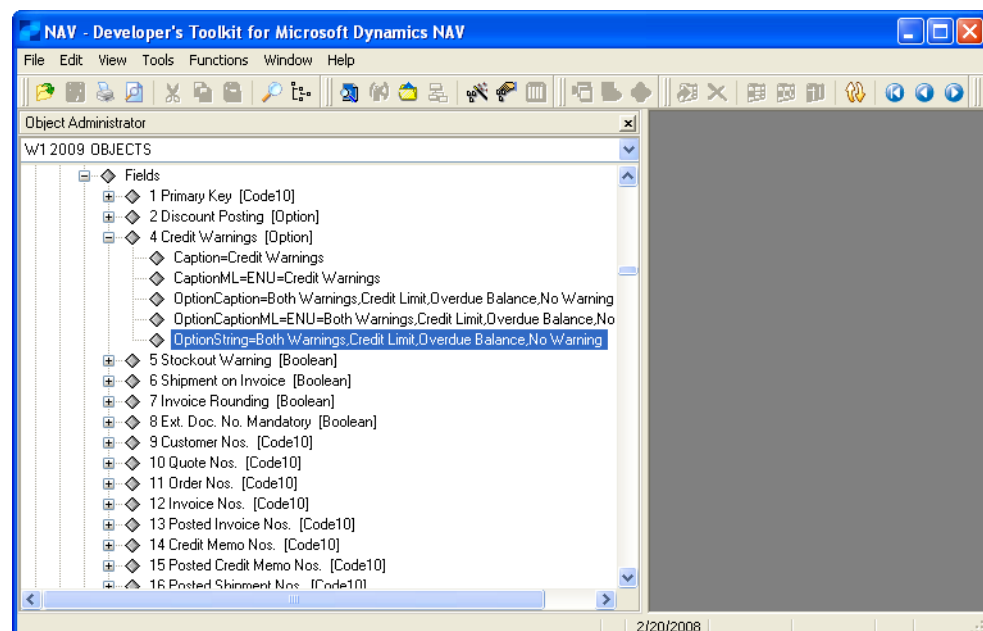 NAV - Developer's Toolkit for Microsoft Dynamics NAV
File Edit View Tools Functions Window Help
Object Administrator
W1 2009 OBJECTS
Fields
1 Primary Key [Code10]
2 Discount Posting [Option]
4 Credit Warnings [Option]
Caption=Credit Warnings
CaptionML=ENU=Credit Warnings
OptionCaption=Both Warnings,Credit Limit,Overdue Balance,No Warning
OptionCaptionML=ENU=Both Warnings,Credit Limit,Overdue Balance,No
OptionString=Both Warnings,Credit Limit,Overdue Balance,No Warning
5 Stockout Warning [Boolean]
6 Shipment on Invoice [Boolean]
7 Invoice Rounding [Boolean]
8 Ext. Doc. No. Mandatory [Boolean]
9 Customer Nos. [Code10]
10 Quote Nos. [Code10]
11 Order Nos. [Code10]
12 Invoice Nos. [Code10]
13 Posted Invoice Nos. [Code10]
14 Credit Memo Nos. [Code10]
15 Posted Credit Memo Nos. [Code10]
16 Posted Shipment Nos. [Code10]
2/20/2008